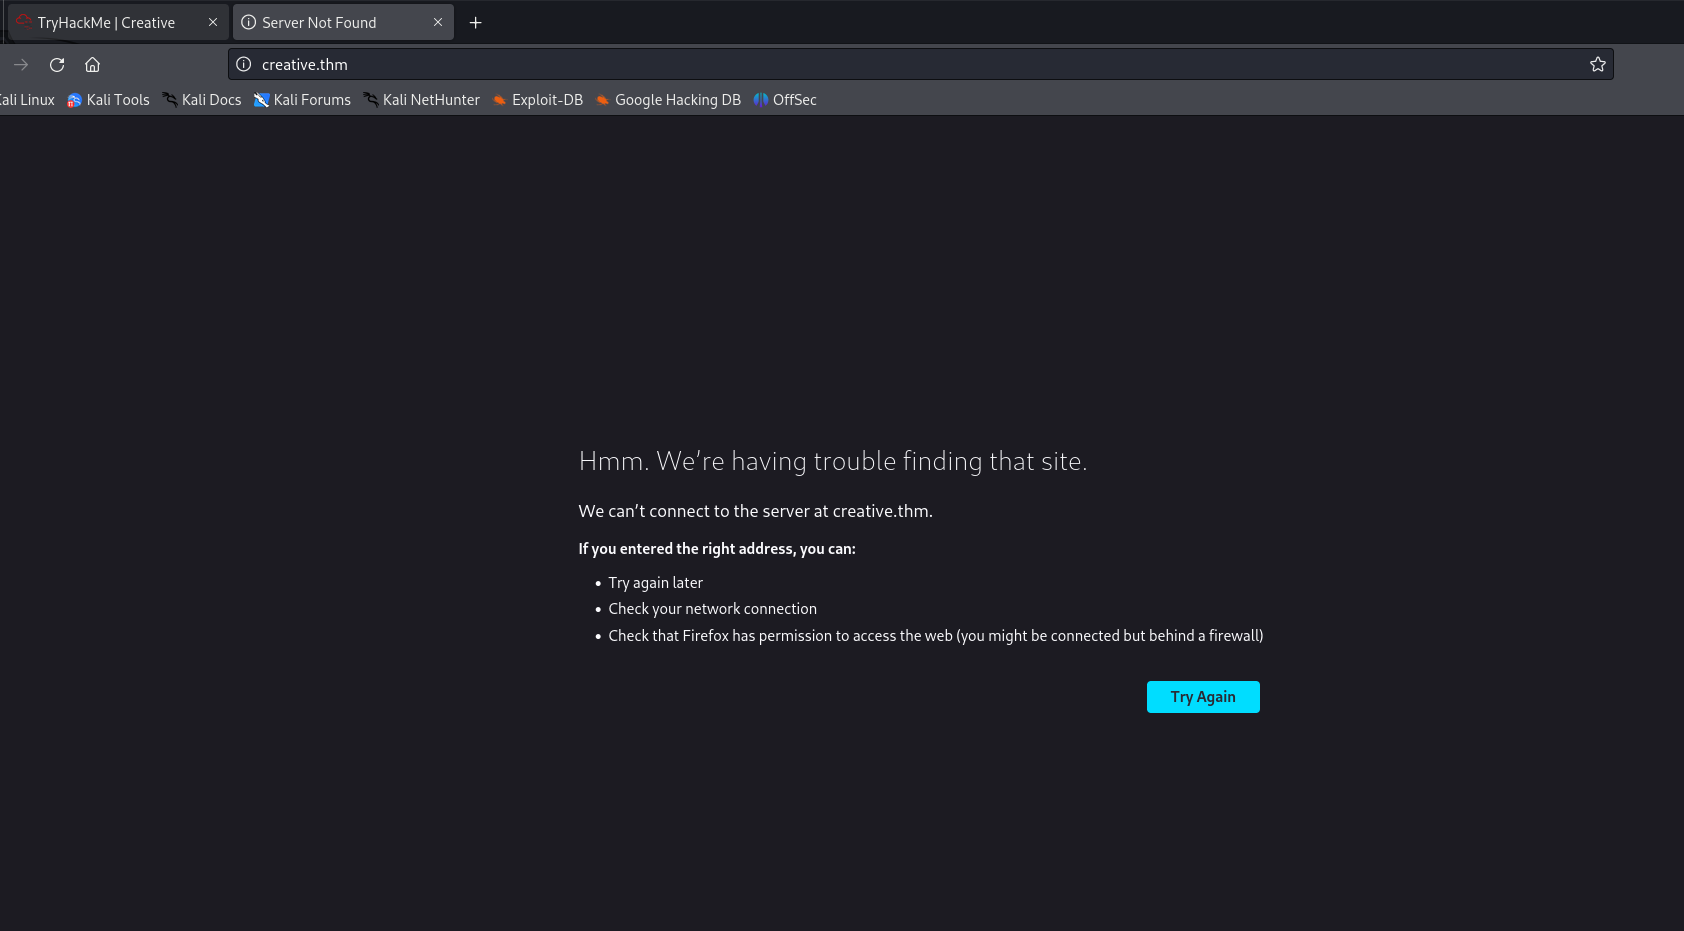 TryHackMe | Creative
Server Not Found
creative.thm
ali Linux Kali Tools Kali Docs Kali Forums Kali NetHunter Exploit-DB Google Hacking DB OffSec
Hmm. We’re having trouble finding that site.
We can’t connect to the server at creative.thm.
If you entered the right address, you can:
• Try again later
• Check your network connection
• Check that Firefox has permission to access the web (you might be connected but behind a firewall)
Try Again